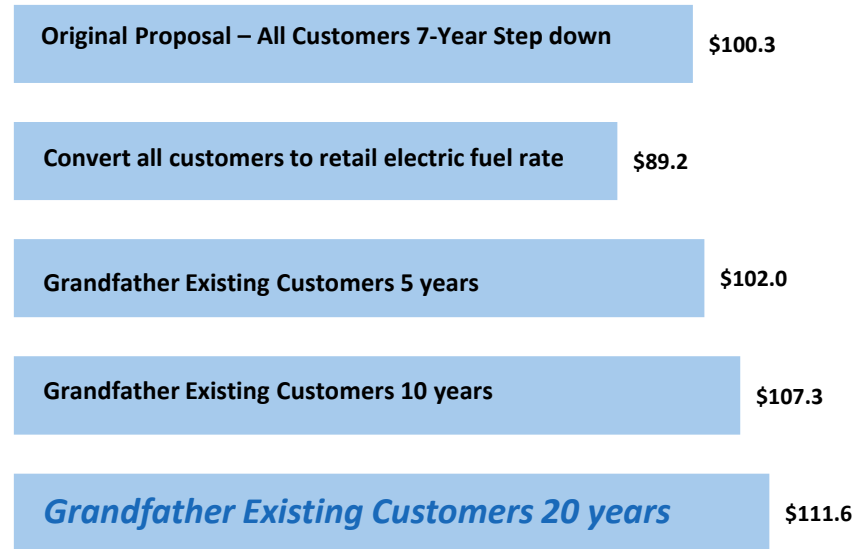 Original Proposal – All Customers 7-Year Step down
$100.3
Convert all customers to retail electric fuel rate
$89.2
Grandfather Existing Customers 5 years
$102.0
Grandfather Existing Customers 10 years
$107.3
Grandfather Existing Customers 20 years
$111.6